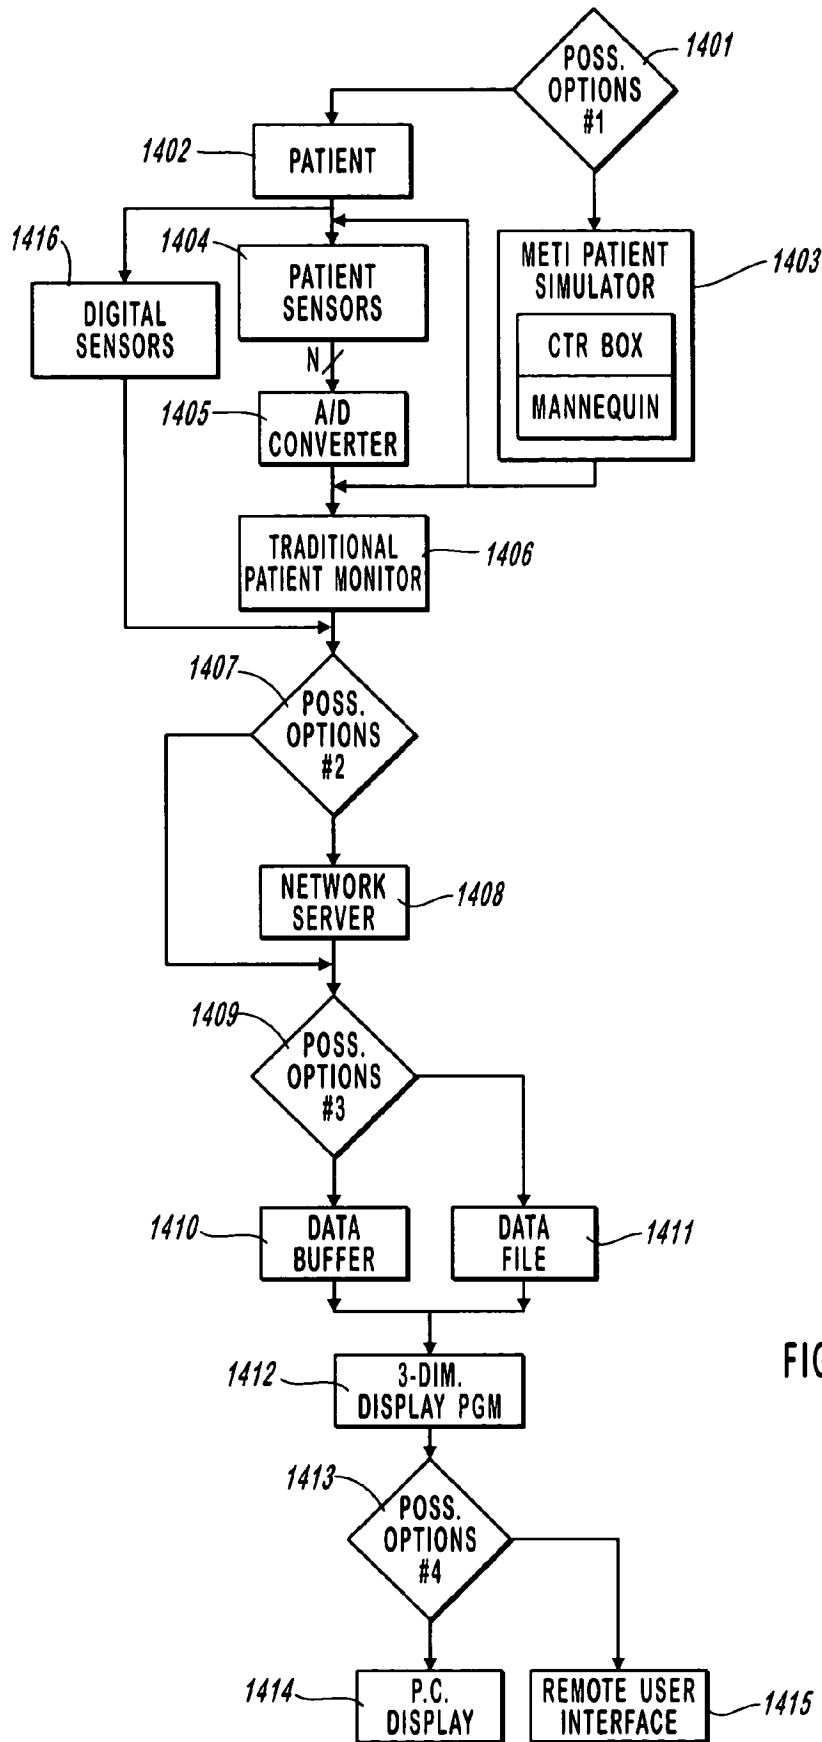 POSS.
OPTIONS
#1
1401
1402
PATIENT
1416
DIGITAL
SENSORS
1404
PATIENT
SENSORS
METI PATIENT
SIMULATOR
1403
CTR BOX
MANNEQUIN
N
1405
A/D
CONVERTER
TRADITIONAL
PATIENT MONITOR
1406
1407
POSS.
OPTIONS
#2
NETWORK
SERVER
1408
1409
POSS.
OPTIONS
#3
1410
DATA
BUFFER
DATA
FILE
1411
1412
3-DIM.
DISPLAY PGM
FIG
1413
POSS.
OPTIONS
#4
1414
P.C.
DISPLAY
REMOTE USER
INTERFACE
1415